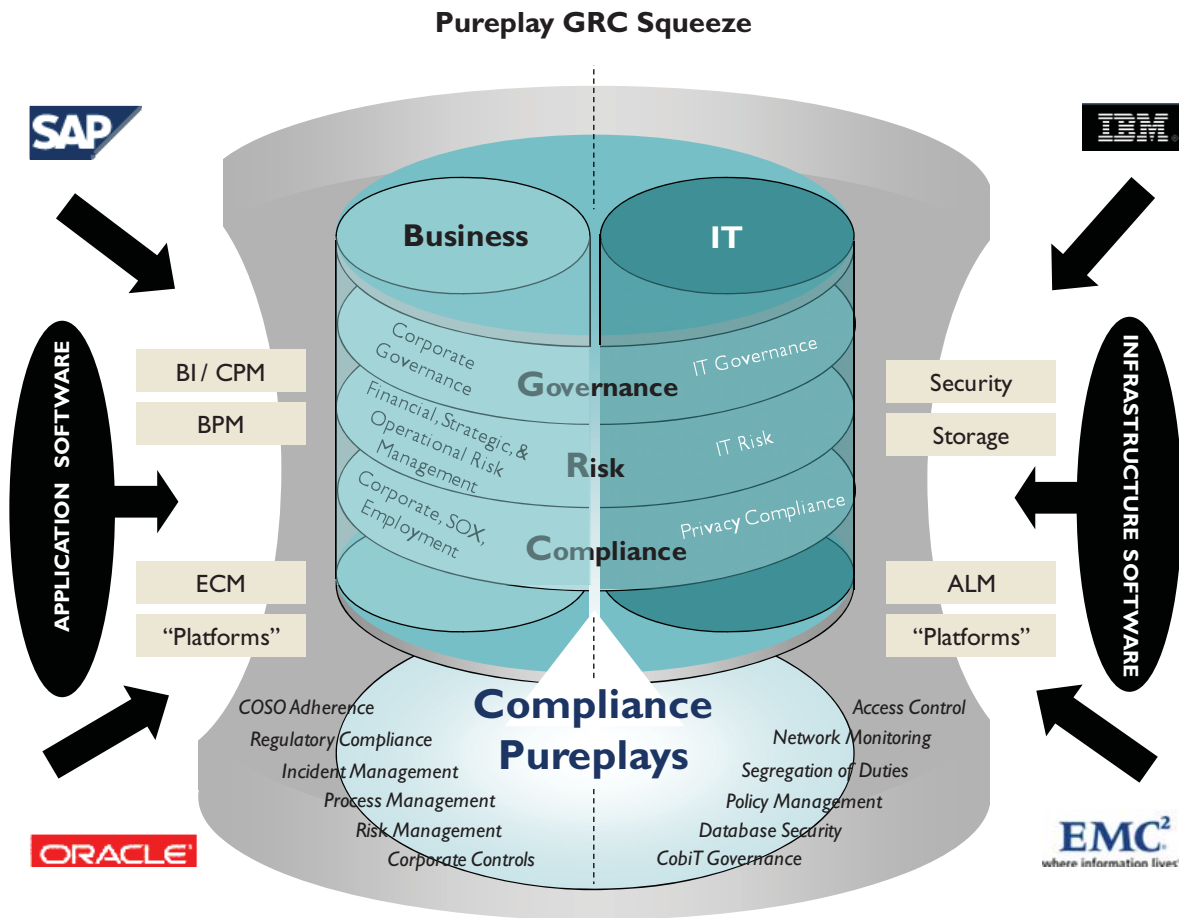 Pureplay GRC Squeeze
SAP
IBM
Business
IT
Corporate
Governance
Governance
IT Governance
Financial, Strategic, &
Operational Risk
Management
Risk
IT Risk
Corporate, SOX,
Employment
Compliance
Privacy Compliance
APPLICATION SOFTWARE
BI / CPM
BPM
ECM
“Platforms”
Security
Storage
ALM
“Platforms”
INFRASTRUCTURE SOFTWARE
Compliance
Pureplays
COSO Adherence
Regulatory Compliance
Incident Management
Process Management
Risk Management
Corporate Controls
Access Control
Network Monitoring
Segregation of Duties
Policy Management
Database Security
CobiT Governance
ORACLE
EMC²
where information lives